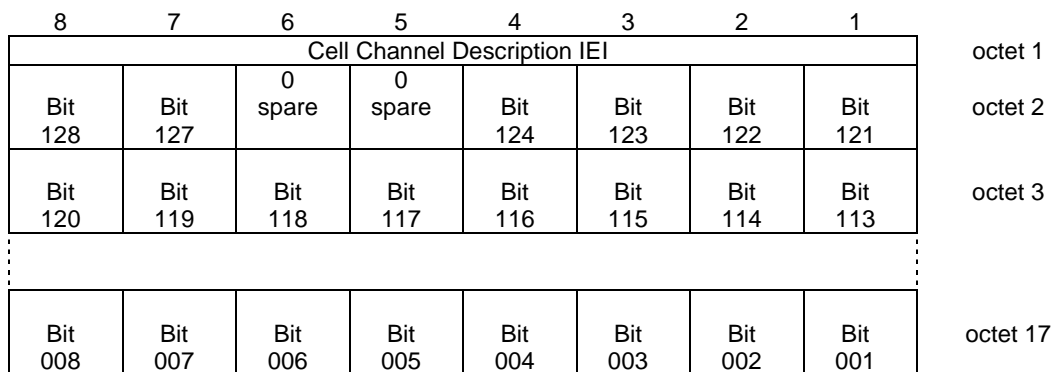 8 7 6 5 4 3 2 1
Cell Channel Description IEI octet 1
0 0
Bit Bit spare spare Bit Bit Bit Bit octet 2
128 127 124 123 122 121
Bit Bit Bit Bit Bit Bit Bit Bit octet 3
120 119 118 117 116 115 114 113
Bit Bit Bit Bit Bit Bit Bit Bit octet 17
008 007 006 005 004 003 002 001